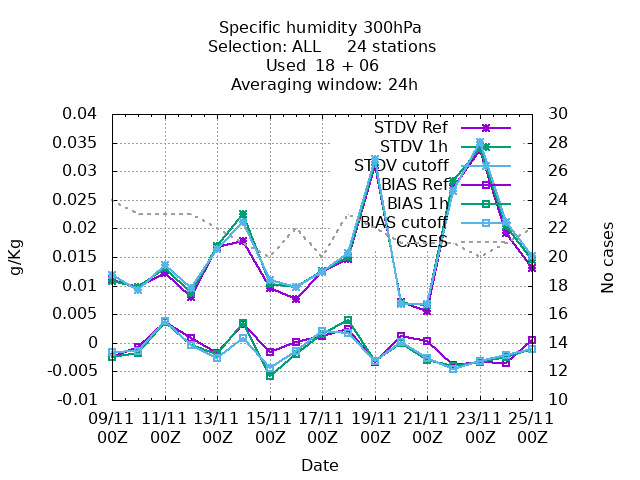 Specific humidity 300hPa
Selection: ALL     24 stations
Used  18 + 06
Averaging window: 24h
0.04
0.035
0.03
0.025
0.02
0.015
0.01
0.005
0
-0.005
-0.01
g/Kg
30
28
26
24
22
20
18
16
14
12
10
No cases
STDV Ref
STDV 1h
STDV cutoff
BIAS Ref
BIAS 1h
BIAS cutoff
CASES
09/11 11/11 13/11 15/11 17/11 19/11 21/11 23/11 25/11
00Z 00Z 00Z 00Z 00Z 00Z 00Z 00Z 00Z
Date